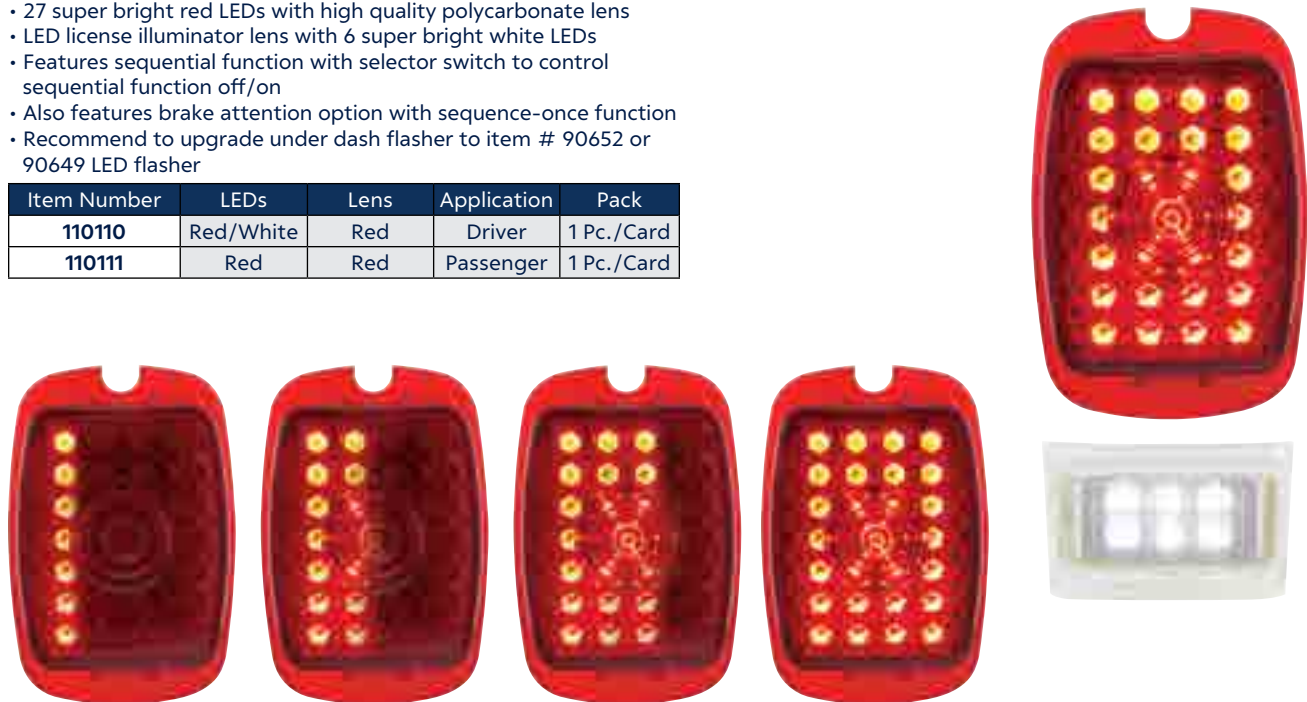 • 27 super bright red LEDs with high quality polycarbonate lens
• LED license illuminator lens with 6 super bright white LEDs
• Features sequential function with selector switch to control
sequential function off/on
• Also features brake attention option with sequence-once function
• Recommend to upgrade under dash flasher to item # 90652 or
90649 LED flasher
Item Number LEDs Lens Application Pack
110110 Red/White Red Driver 1 Pc./Card
110111 Red Red Passenger 1 Pc./Card